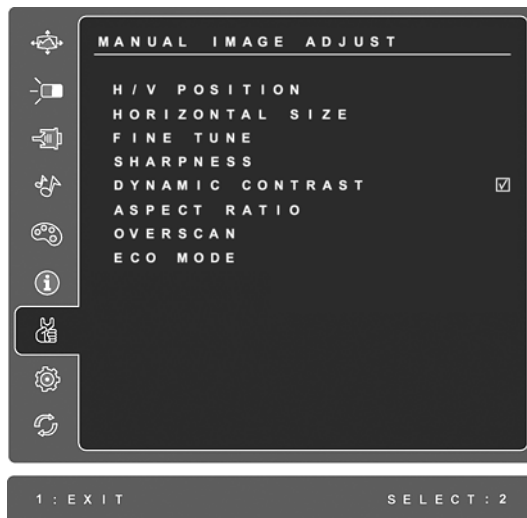 MANUAL IMAGE ADJUST
H/V POSITION
HORIZONTAL SIZE
FINE TUNE
SHARPNESS
DYNAMIC CONTRAST
ASPECT RATIO
OVERSCAN
ECO MODE
1:EXIT SELECT:2